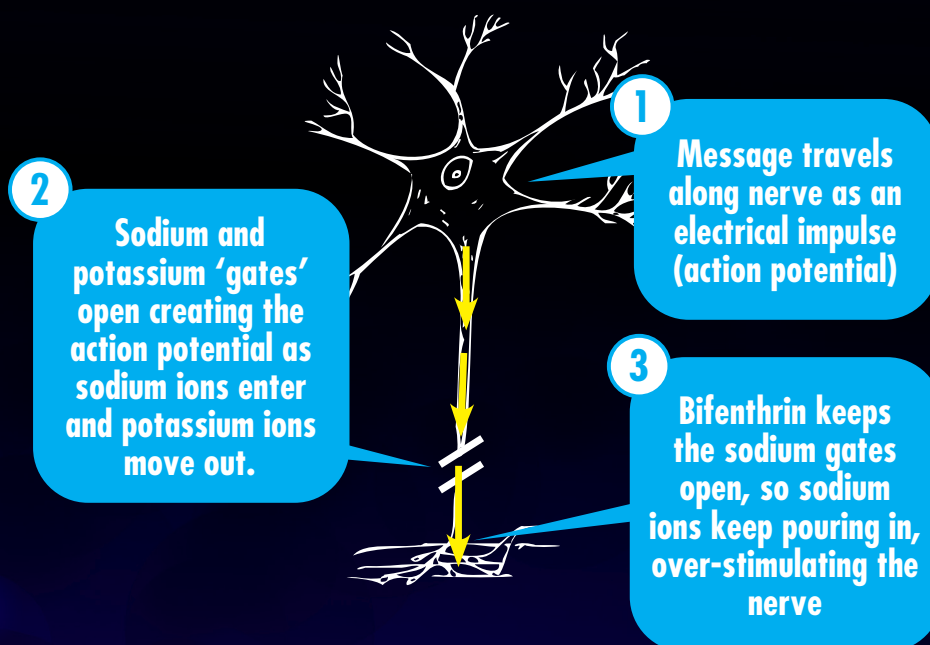 1
Message travels
along nerve as an
electrical impulse
(action potential)
2
Sodium and
potassium ‘gates’
open creating the
action potential as
sodium ions enter
and potassium ions
move out.
3
Bifenthrin keeps
the sodium gates
open, so sodium
ions keep pouring in,
over-stimulating the
nerve